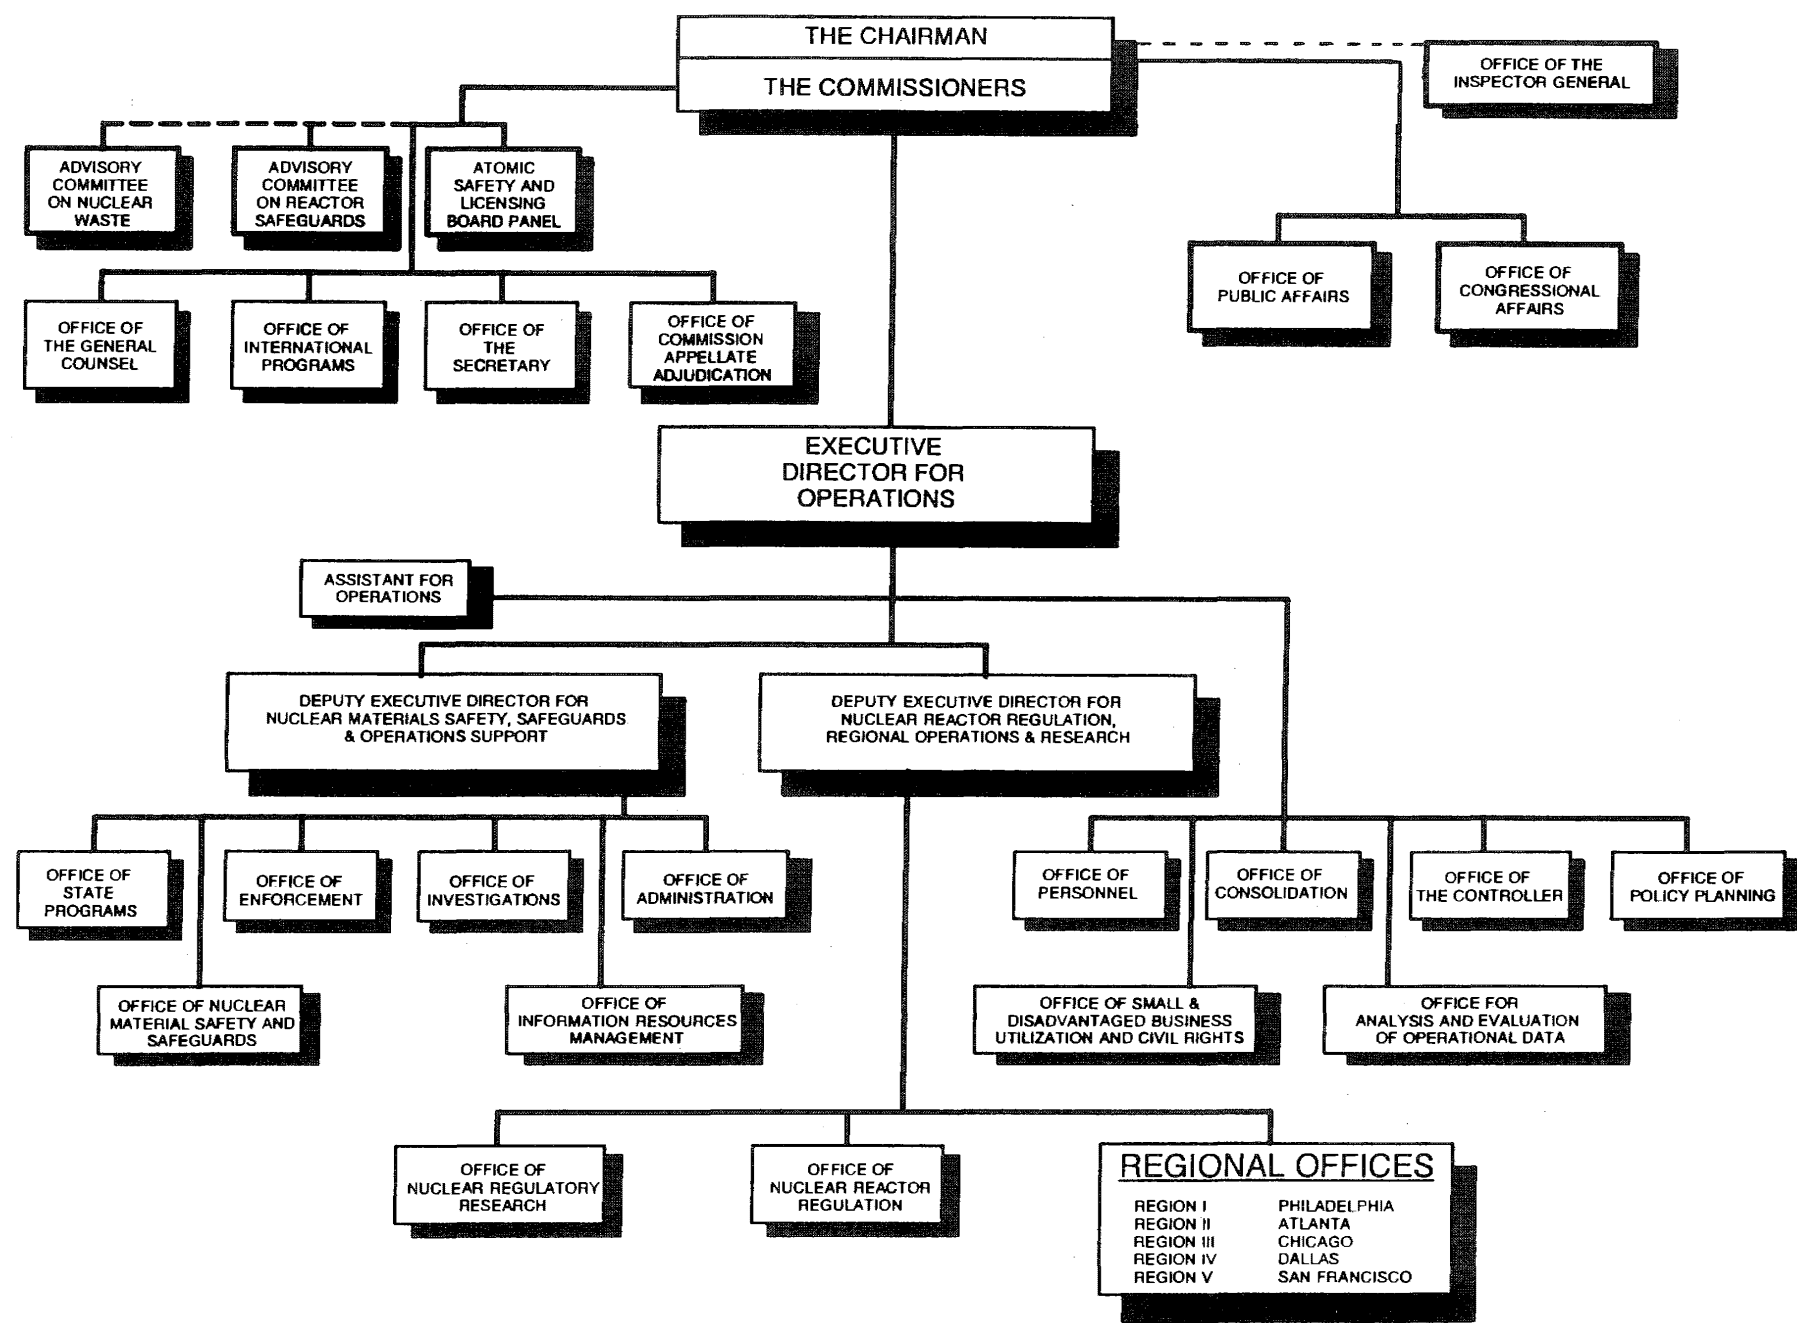 THE CHAIRMAN
THE COMMISSIONERS
OFFICE OF THE
INSPECTOR GENERAL
ADVISORY
COMMITTEE
ON NUCLEAR
WASTE
ADVISORY
COMMITTEE
ON REACTOR
SAFEGUARDS
ATOMIC
SAFETY AND
LICENSING
BOARD PANEL
OFFICE OF
PUBLIC AFFAIRS
OFFICE OF
CONGRESSIONAL
AFFAIRS
OFFICE OF
THE GENERAL
COUNSEL
OFFICE OF
INTERNATIONAL
PROGRAMS
OFFICE OF
THE
SECRETARY
OFFICE OF
COMMISSION
APPELLATE
ADJUDICATION
EXECUTIVE
DIRECTOR FOR
OPERATIONS
ASSISTANT FOR
OPERATIONS
DEPUTY EXECUTIVE DIRECTOR FOR
NUCLEAR MATERIALS SAFETY, SAFEGUARDS
& OPERATIONS SUPPORT
DEPUTY EXECUTIVE DIRECTOR FOR
NUCLEAR REACTOR REGULATION,
REGIONAL OPERATIONS & RESEARCH
OFFICE OF
STATE
PROGRAMS
OFFICE OF
ENFORCEMENT
OFFICE OF
INVESTIGATIONS
OFFICE OF
ADMINISTRATION
OFFICE OF
PERSONNEL
OFFICE OF
CONSOLIDATION
OFFICE OF
THE CONTROLLER
OFFICE OF
POLICY PLANNING
OFFICE OF NUCLEAR
MATERIAL SAFETY AND
SAFEGUARDS
OFFICE OF
INFORMATION RESOURCES
MANAGEMENT
OFFICE OF SMALL &
DISADVANTAGED BUSINESS
UTILIZATION AND CIVIL RIGHTS
OFFICE FOR
ANALYSIS AND EVALUATION
OF OPERATIONAL DATA
OFFICE OF
NUCLEAR REGULATORY
RESEARCH
OFFICE OF
NUCLEAR REACTOR
REGULATION
REGIONAL OFFICES
REGION I PHILADELPHIA
REGION II ATLANTA
REGION III CHICAGO
REGION IV DALLAS
REGION V SAN FRANCISCO